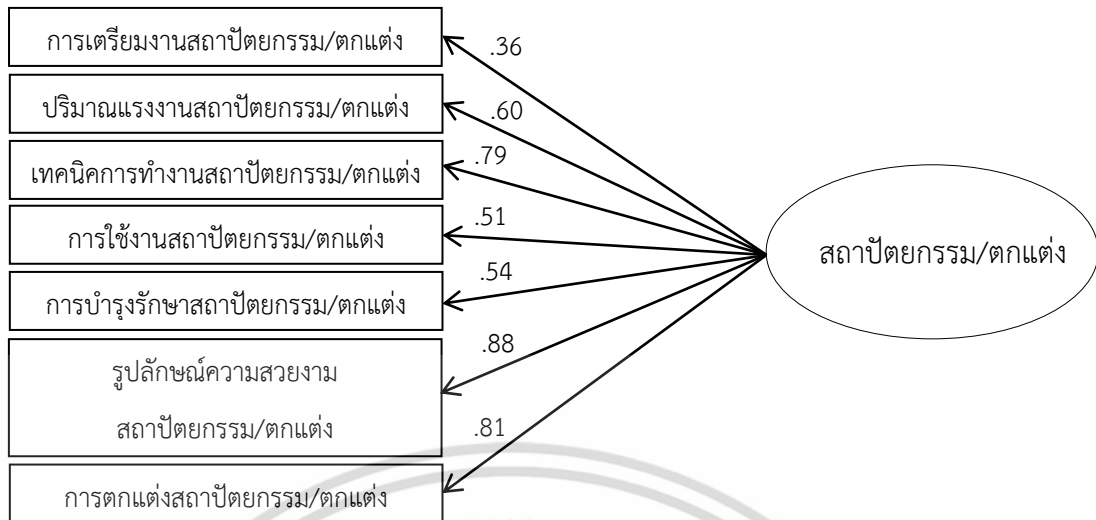 การเตรียมงานสถาปัตยกรรม/ตกแต่ง
.36
ปริมาณแรงงานสถาปัตยกรรม/ตกแต่ง
.60
เทคนิคการทำงานสถาปัตยกรรม/ตกแต่ง
.79
การใช้งานสถาปัตยกรรม/ตกแต่ง
.51
สถาปัตยกรรม/ตกแต่ง
การบำรุงรักษาสถาปัตยกรรม/ตกแต่ง
.54
รูปลักษณ์ความสวยงาม
สถาปัตยกรรม/ตกแต่ง
.88
การตกแต่งสถาปัตยกรรม/ตกแต่ง
.81